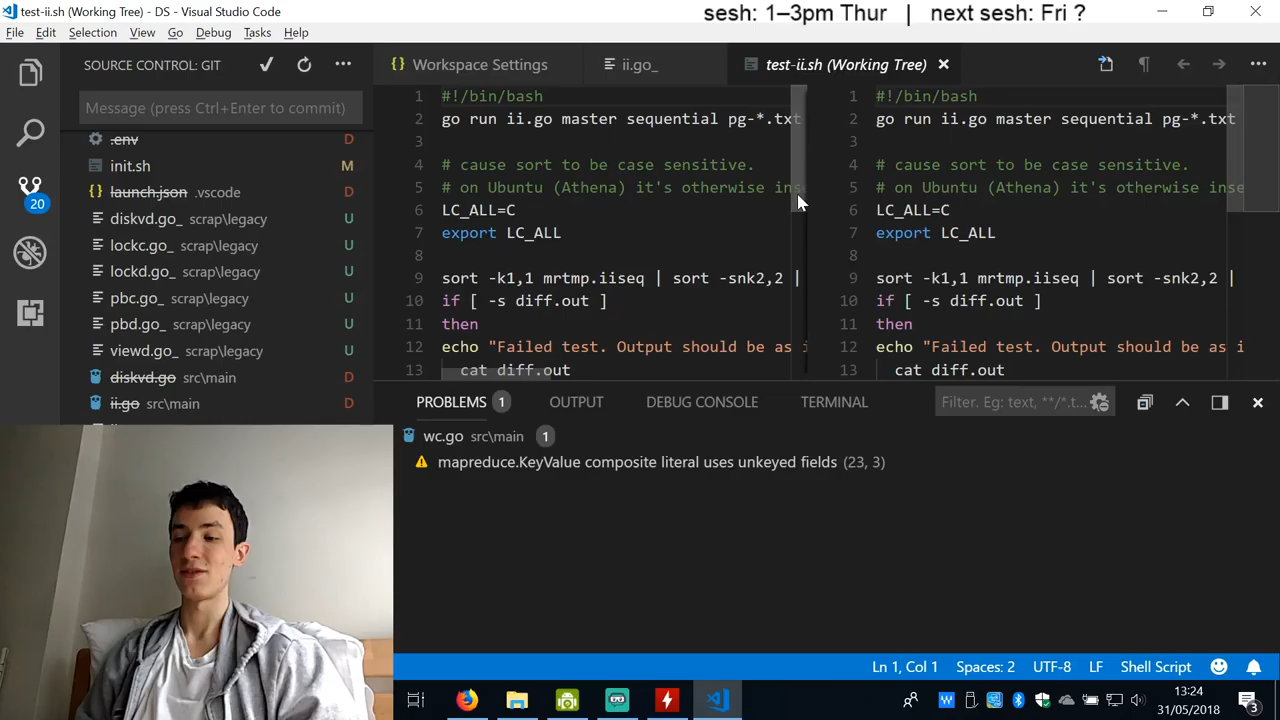 test-ii.sh (Working Tree) - DS - Visual Studio Code
sesh: 1–3pm Thur | next sesh: Fri ?
File Edit Selection View Go Debug Tasks Help
SOURCE CONTROL: GIT
Workspace Settings
ii.go_
test-ii.sh (Working Tree)
Message (press Ctrl+Enter to commit)
.env D
init.sh M
launch.json .vscode D
diskvd.go_ scrap\legacy U
lockc.go_ scrap\legacy U
lockd.go_ scrap\legacy U
pbc.go_ scrap\legacy U
pbd.go_ scrap\legacy U
viewd.go_ scrap\legacy U
diskvd.go src\main D
ii.go src\main D
20
1 #!/bin/bash
2 go run ii.go master sequential pg-*.txt
3
4 # cause sort to be case sensitive.
5 # on Ubuntu (Athena) it's otherwise inse
6 LC_ALL=C
7 export LC_ALL
8
9 sort -k1,1 mrtmp.iiseq | sort -snk2,2 |
10 if [ -s diff.out ]
11 then
12 echo "Failed test. Output should be as i
13 cat diff.out
1 #!/bin/bash
2 go run ii.go master sequential pg-*.txt
3
4 # cause sort to be case sensitive.
5 # on Ubuntu (Athena) it's otherwise inse
6 LC_ALL=C
7 export LC_ALL
8
9 sort -k1,1 mrtmp.iiseq | sort -snk2,2 |
10 if [ -s diff.out ]
11 then
12 echo "Failed test. Output should be as i
13 cat diff.out
PROBLEMS 1 OUTPUT DEBUG CONSOLE TERMINAL
Filter. Eg: text, **/*.t...
wc.go src\main 1
mapreduce.KeyValue composite literal uses unkeyed fields (23, 3)
Ln 1, Col 1 Spaces: 2 UTF-8 LF Shell Script
13:24
31/05/2018
3